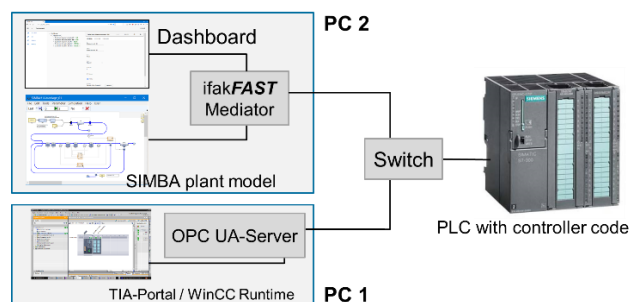 PC 2
Dashboard
ifakFAST
Mediator
SIMBA plant model
Switch
SIEMENS
PLC with controller code
OPC UA-Server
TIA-Portal / WinCC Runtime
PC 1